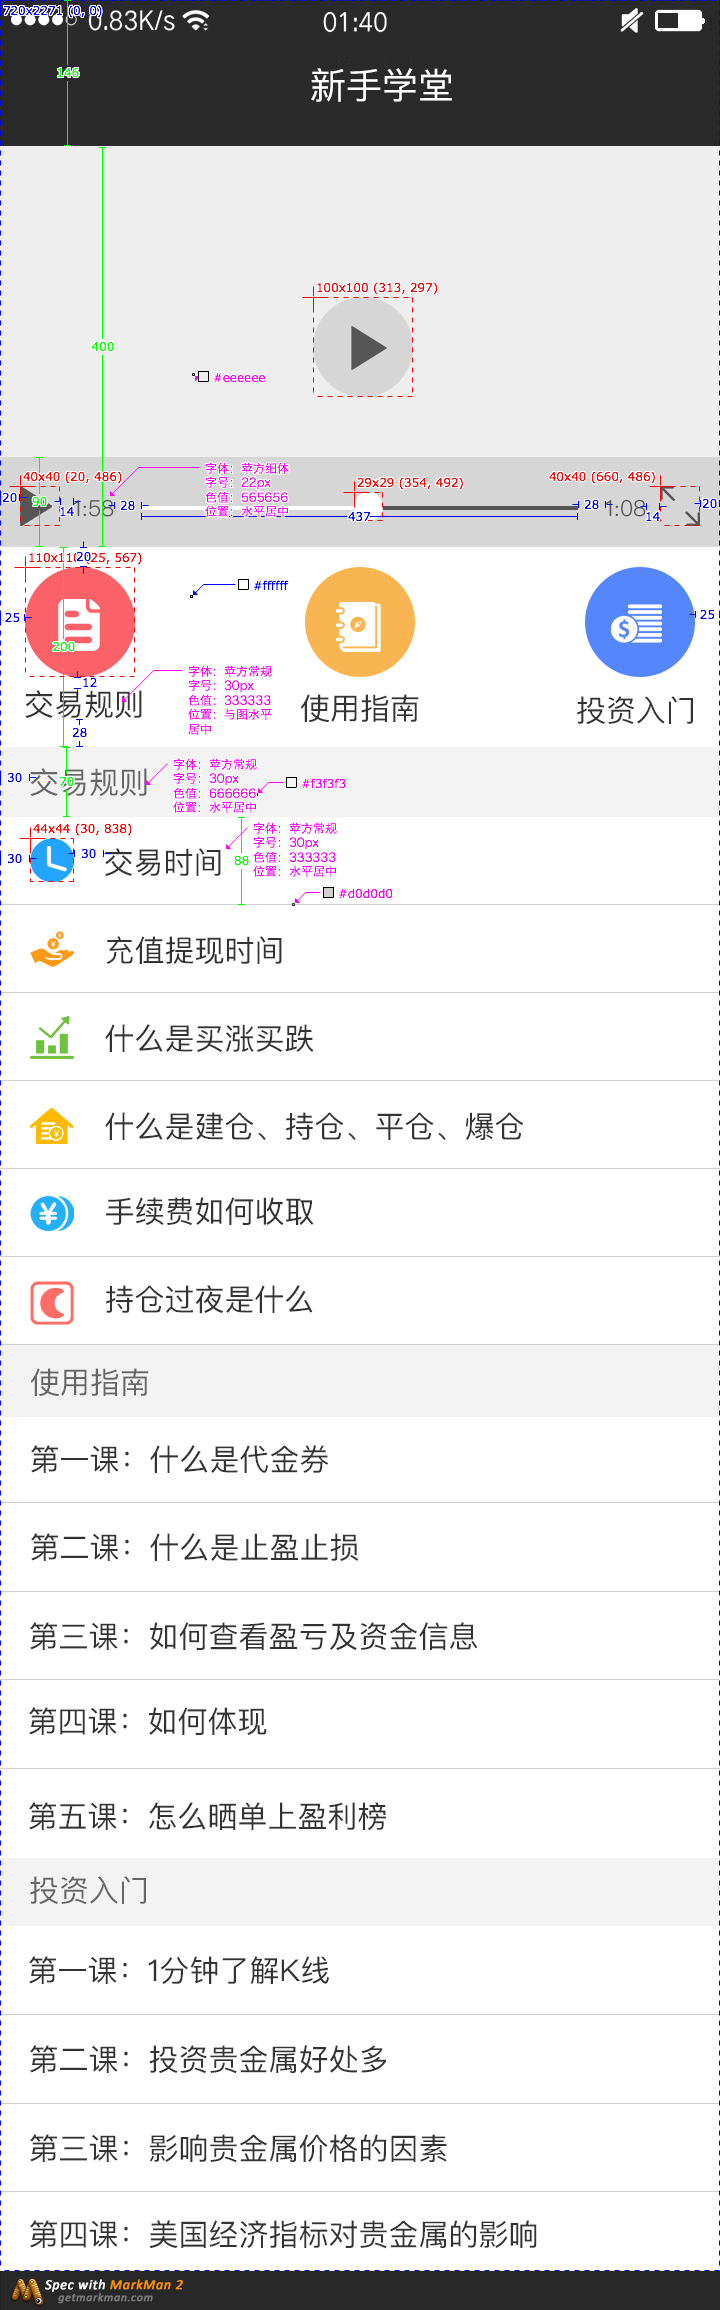 720x2271 (0, 0)
0.83K/s
01:40
146
新手学堂
100x100 (313, 297)
400
#eeeeee
字体：苹方细体
字号：22px
色值：565656
位置：水平居中
40x40 (20, 486)
29x29 (354, 492)
40x40 (660, 486)
20
90
14
1:58
28
437
28
1:08
14
20
20
110x110 (25, 567)
#ffffff
25
25
200
字体：苹方常规
字号：30px
色值：333333
位置：与图水平
居中
12
交易规则
使用指南
投资入门
28
30
交易规则
70
字体：苹方常规
字号：30px
色值：666666
位置：水平居中
#f3f3f3
44x44 (30, 838)
30
30
交易时间
88
字体：苹方常规
字号：30px
色值：333333
位置：水平居中
#d0d0d0
充值提现时间
什么是买涨买跌
什么是建仓、持仓、平仓、爆仓
手续费如何收取
持仓过夜是什么
使用指南
第一课：什么是代金券
第二课：什么是止盈止损
第三课：如何查看盈亏及资金信息
第四课：如何体现
第五课：怎么晒单上盈利榜
投资入门
第一课：1分钟了解K线
第二课：投资贵金属好处多
第三课：影响贵金属价格的因素
第四课：美国经济指标对贵金属的影响
Spec with MarkMan 2
getmarkman.com